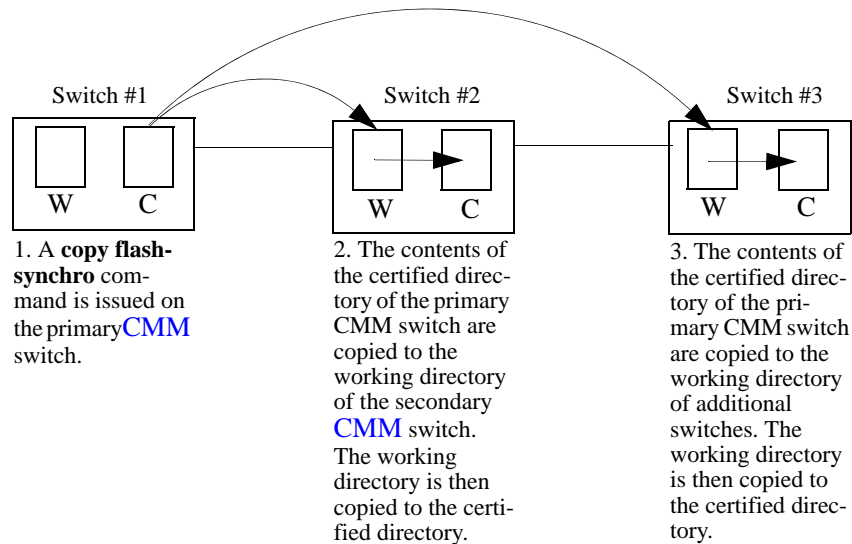 Switch #1
Switch #2
Switch #3
W
C
W
C
W
C
1. A copy flash-
synchro com-
mand is issued on
the primary CMM
switch.
2. The contents of
the certified direc-
tory of the primary
CMM switch are
copied to the
working directory
of the secondary
CMM switch.
The working
directory is then
copied to the certi-
fied directory.
3. The contents of
the certified direc-
tory of the pri-
mary CMM switch
are copied to the
working directory
of additional
switches. The
working directory
is then copied to
the certified direc-
tory.